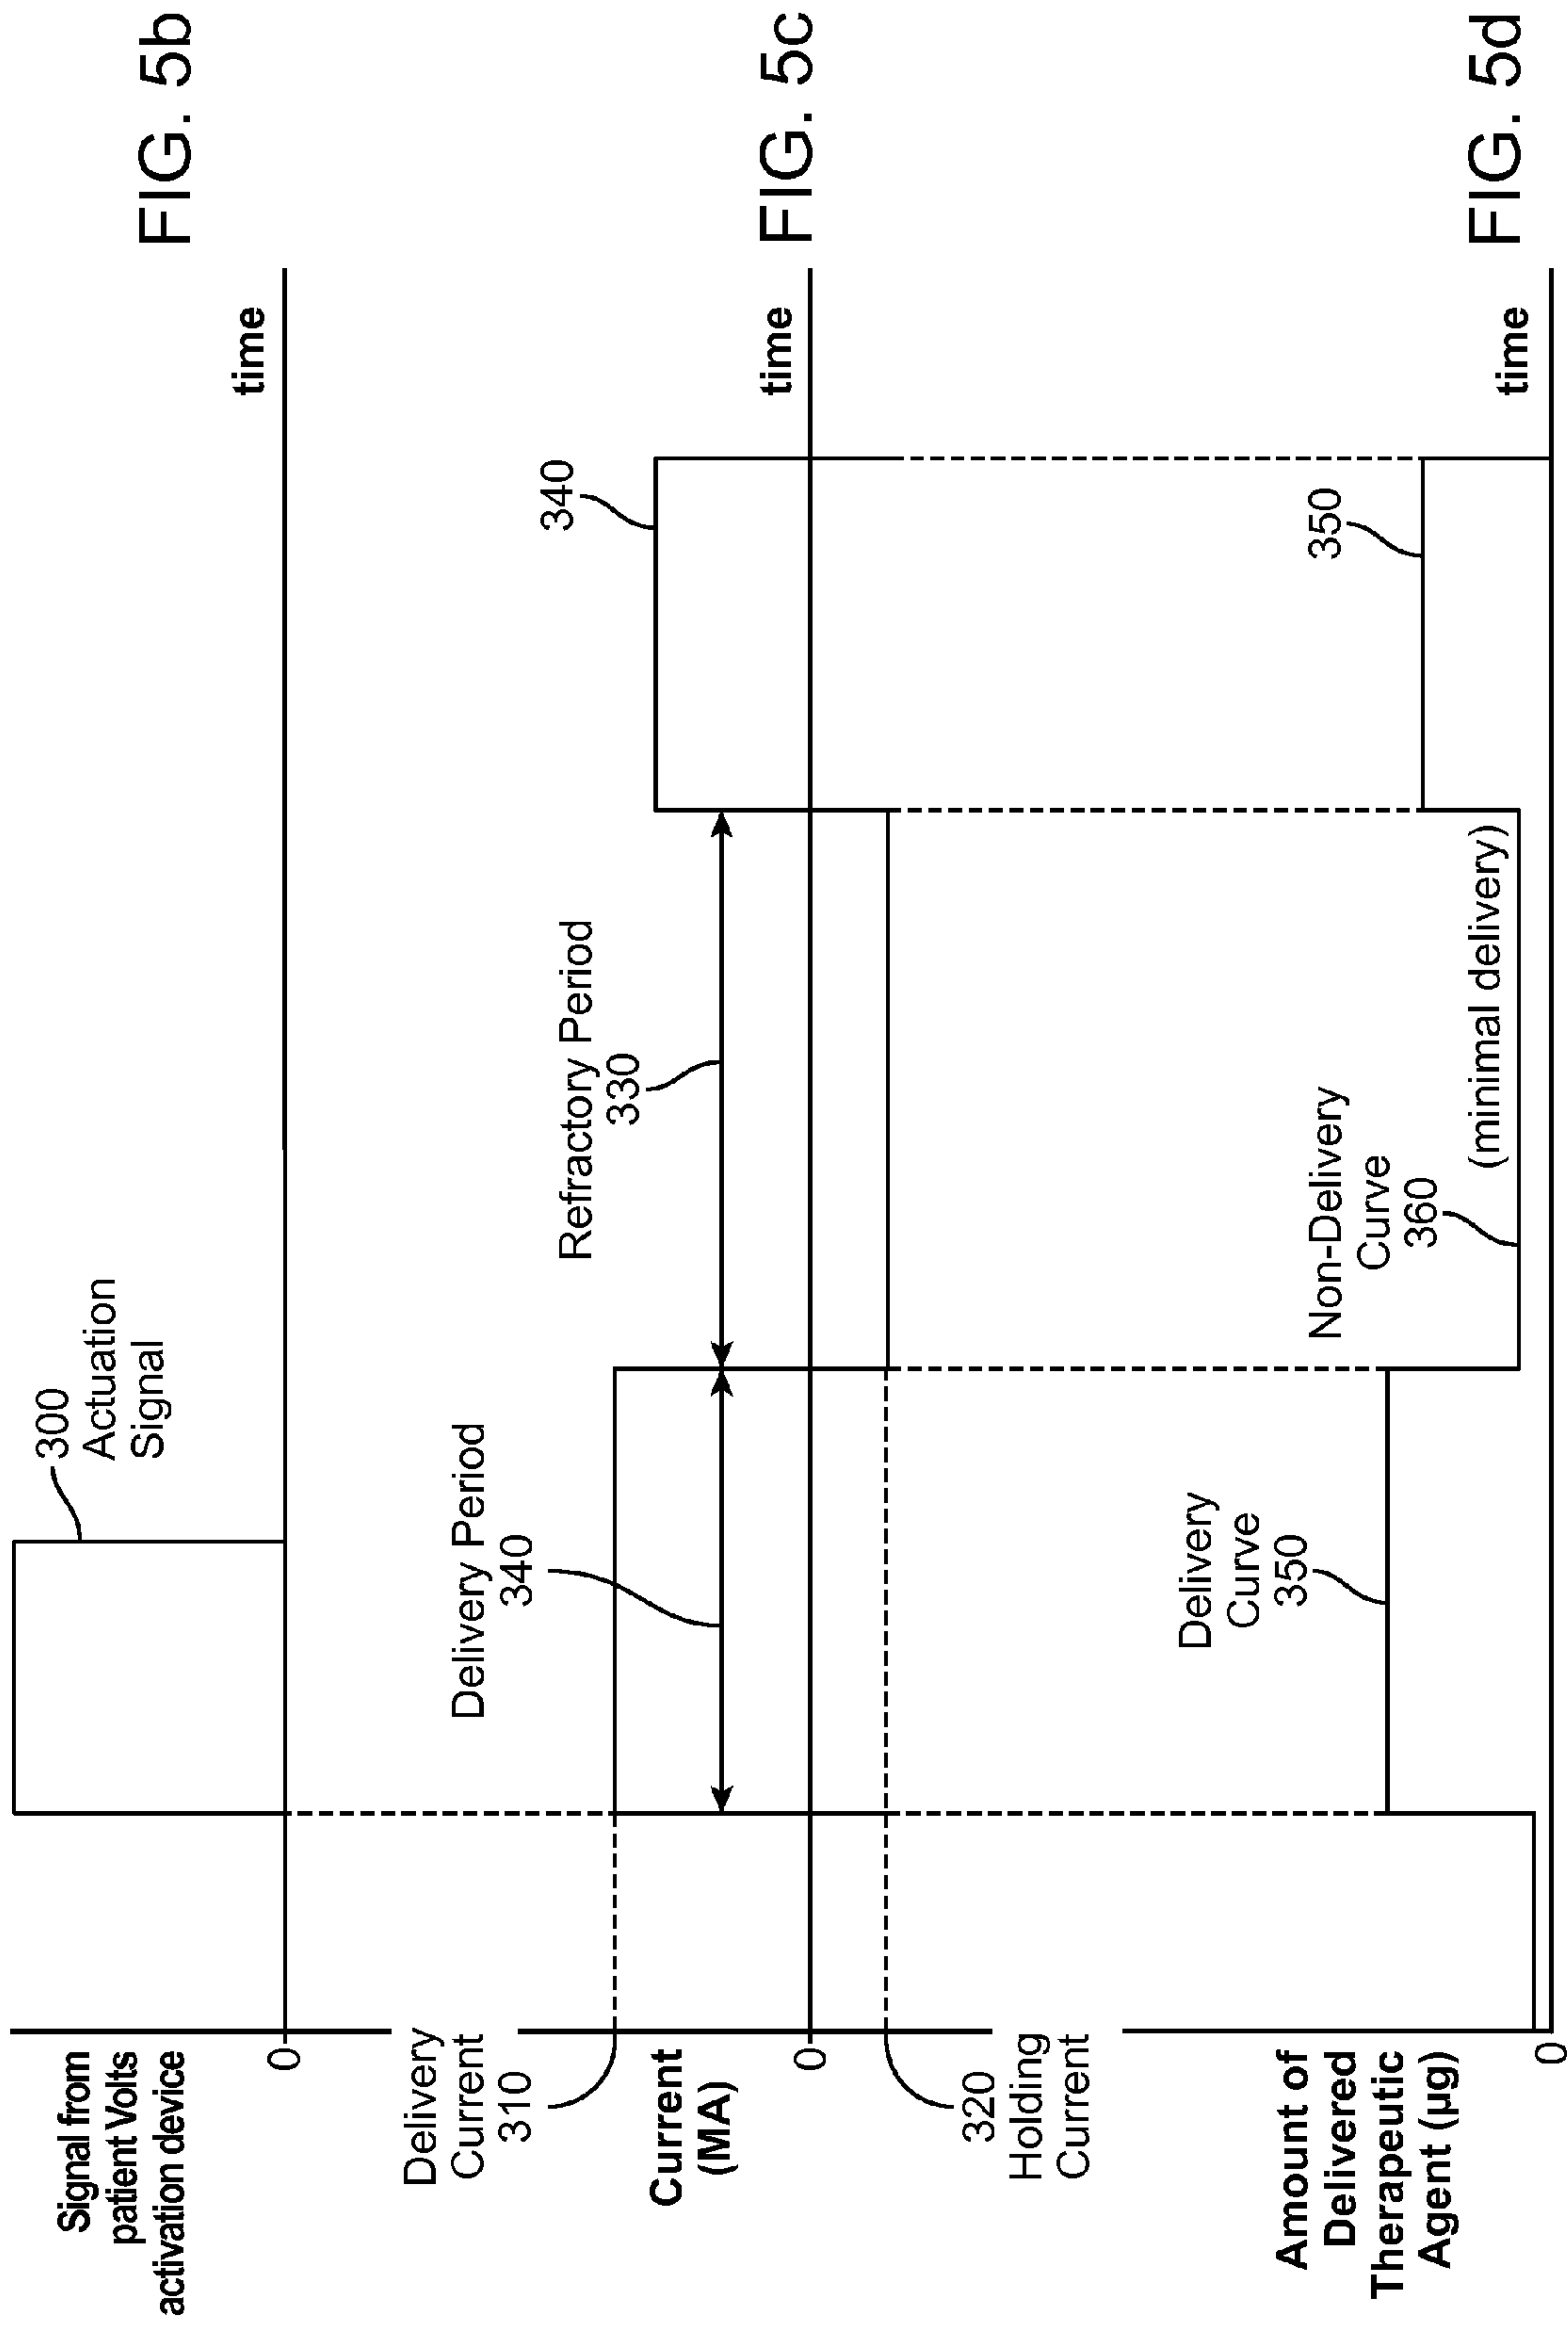 Signal from
patient Volts
activation device
0
300
Actuation
Signal
time
FIG. 5b
Delivery
Current
310
Current
(MA)
0
320
Holding
Current
Delivery Period
340
Refractory Period
330
340
time
FIG. 5c
Amount of
Delivered
Therapeutic
Agent (µg)
0
Delivery
Curve
350
Non-Delivery
Curve
360
(minimal delivery)
350
time
FIG. 5d